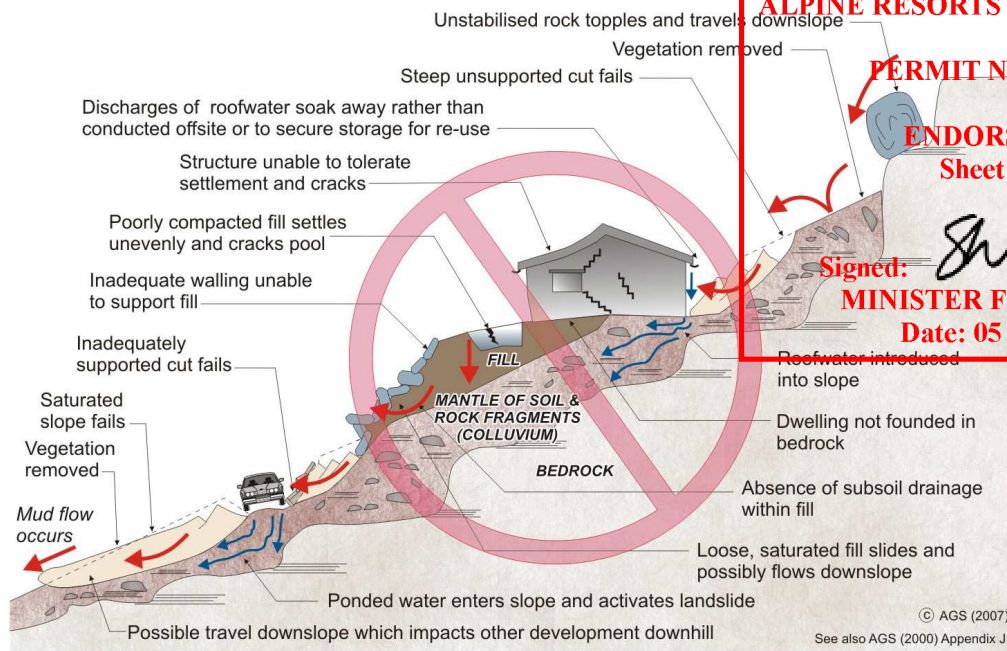 ALPINE RESORTS
Unstabilised rock topples and travels downslope
Vegetation removed
Steep unsupported cut fails
PERMIT N
Discharges of roofwater soak away rather than
conducted offsite or to secure storage for re-use
ENDORS
Sheet
Structure unable to tolerate
settlement and cracks
Poorly compacted fill settles
unevenly and cracks pool
Inadequate walling unable
to support fill
Signed:
MINISTER F
Date: 05
Inadequately
supported cut fails
Roofwater introduced
into slope
FILL
Saturated
slope fails
MANTLE OF SOIL &
ROCK FRAGMENTS
(COLLUVIUM)
Dwelling not founded in
bedrock
Vegetation
removed
BEDROCK
Absence of subsoil drainage
within fill
Mud flow
occurs
Loose, saturated fill slides and
possibly flows downslope
Ponded water enters slope and activates landslide
Possible travel downslope which impacts other development downhill
© AGS (2007)
See also AGS (2000) Appendix J